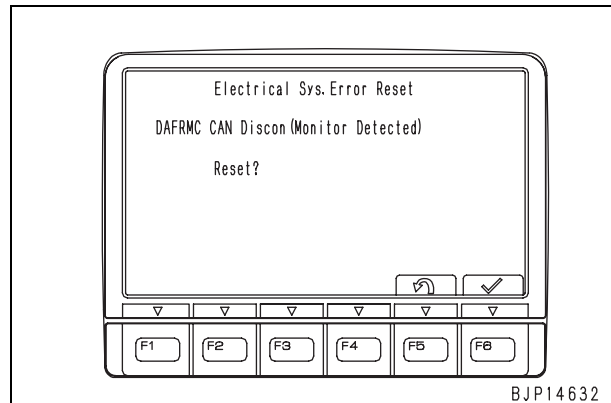 Electrical Sys.Error Reset
DAFRMC CAN Discon(Monitor Detected)
Reset?
F1 F2 F3 F4 F5 F6
BJP14632